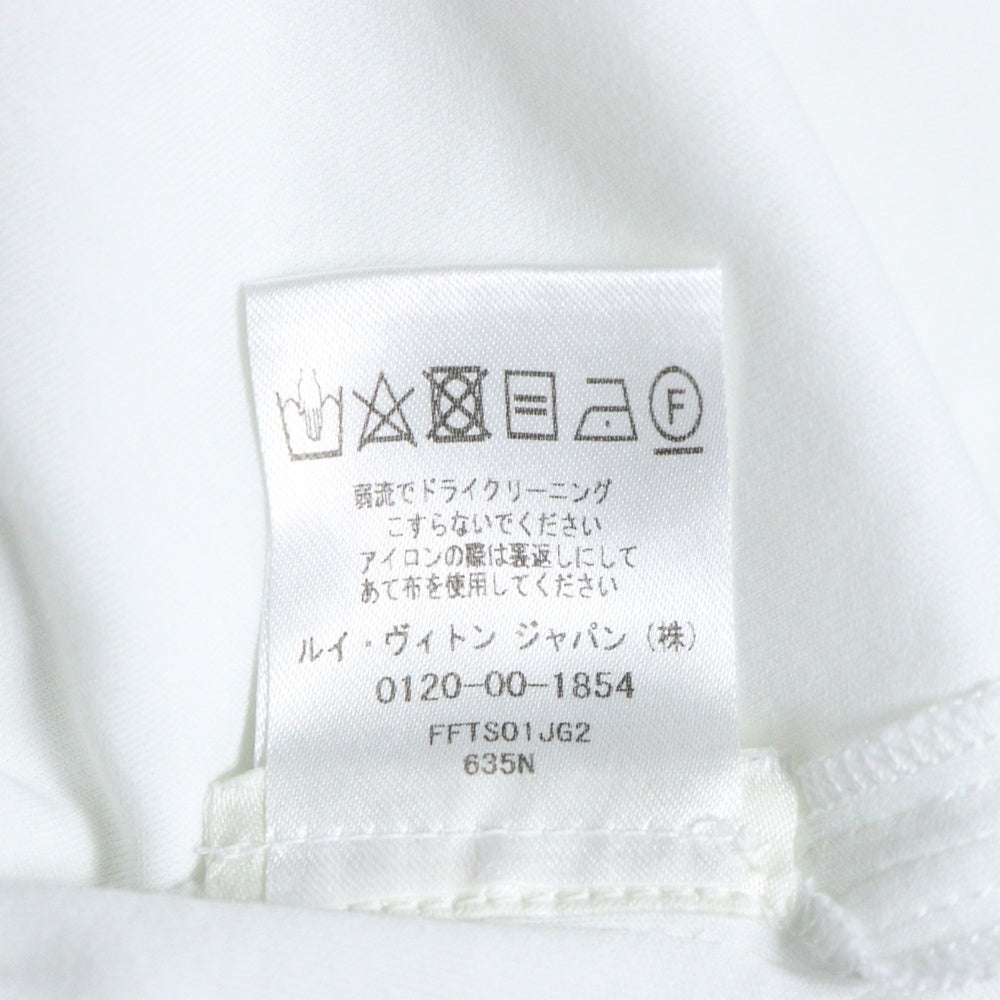 F
弱流でドライクリーニング
こすらないでください
アイロンの際は裏返しにして
あて布を使用してください
ルイ・ヴィトン ジャパン (株)
0120-00-1854
FFTS01JG2
635N